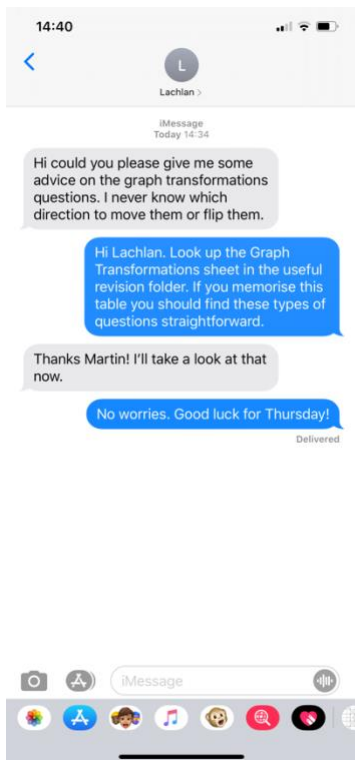 14:40
L
Lachlan >
iMessage
Today 14:34
Hi could you please give me some
advice on the graph transformations
questions. I never know which
direction to move them or flip them.
Hi Lachlan. Look up the Graph
Transformations sheet in the useful
revision folder. If you memorise this
table you should find these types of
questions straightforward.
Thanks Martin! I'll take a look at that
now.
No worries. Good luck for Thursday!
Delivered
iMessage